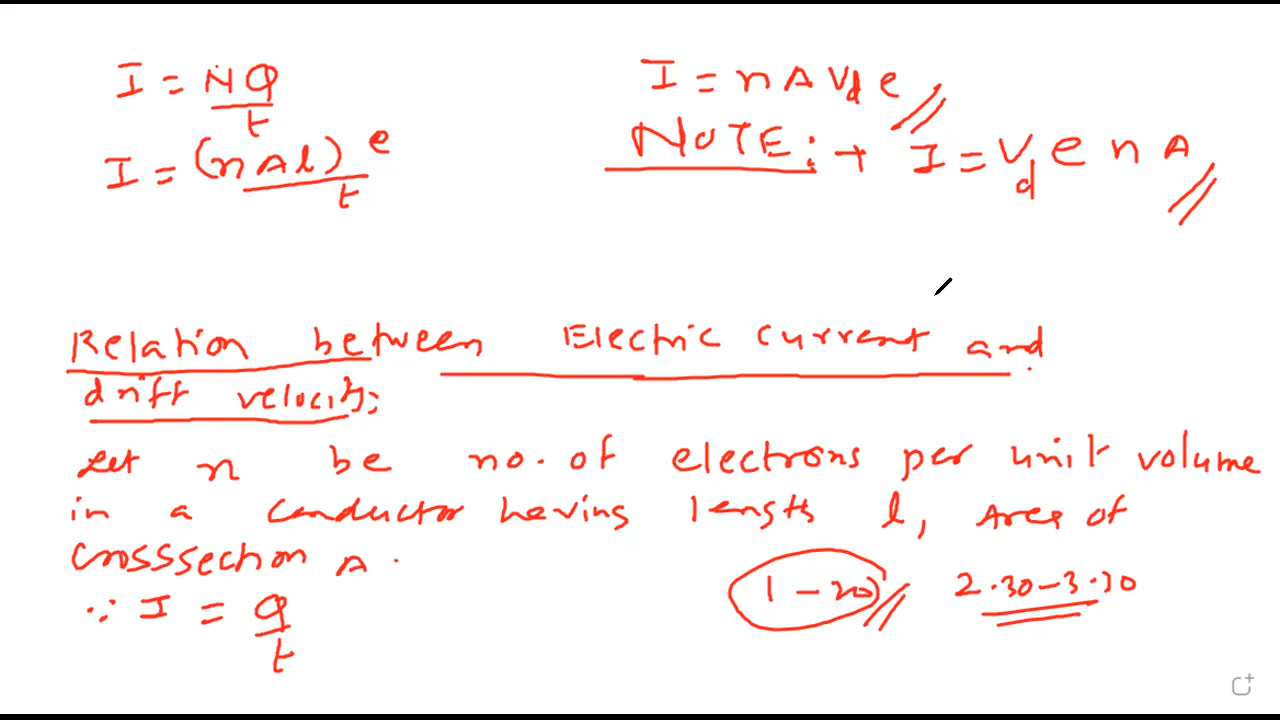 I = NQ/t
I = (nAl)e/t
I = nAVde
NOTE: → I = Vd e n A
Relation between Electric current and
drift velocity:
Let n be no. of electrons per unit volume
in a conductor having length l, Area of
Crosssection A.
∵ I = Q/t
1 - 20
2.30 - 3.30